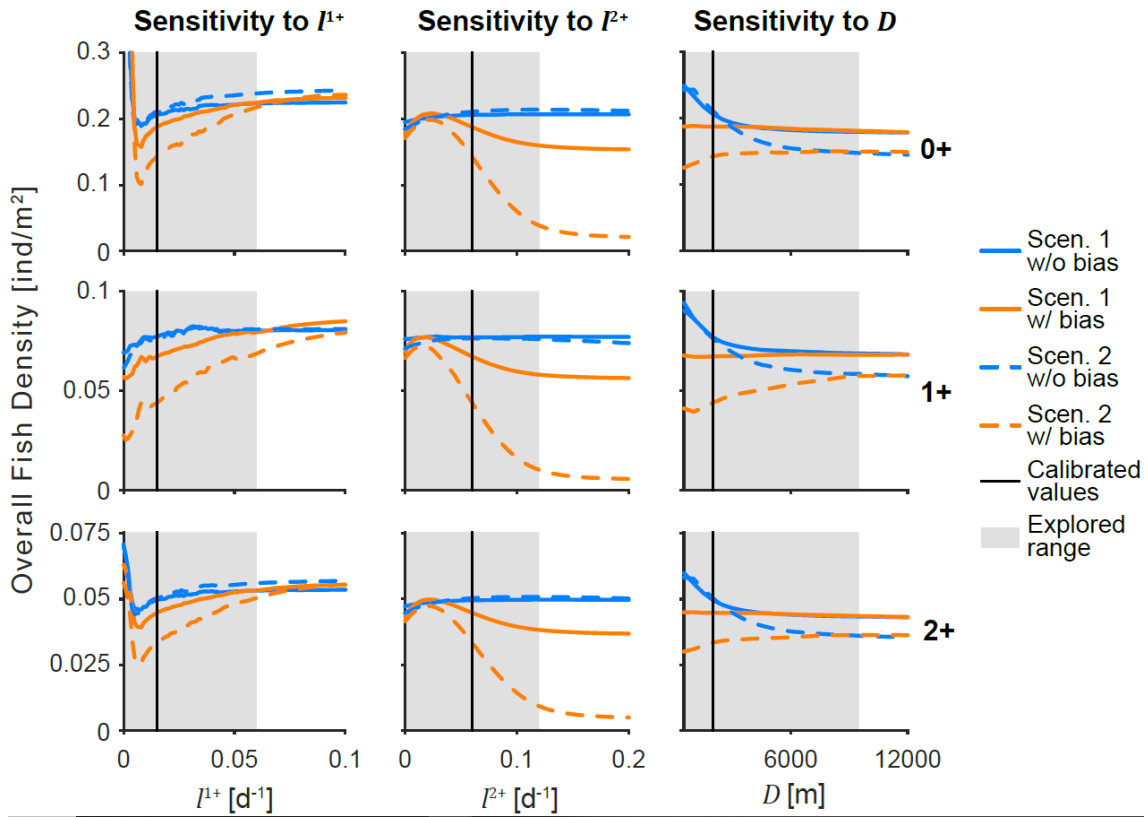 Sensitivity to l¹⁺ Sensitivity to l²⁺ Sensitivity to D
Overall Fish Density [ind/m²]
0.3
0.2
0.1
0
0+
0.1
0.05
0
1+
0.075
0.05
0.025
0
2+
0 0.05 0.1 0 0.1 0.2 6000 12000
l¹⁺ [d⁻¹] l²⁺ [d⁻¹] D [m]
Scen. 1
w/o bias
Scen. 1
w/ bias
Scen. 2
w/o bias
Scen. 2
w/ bias
Calibrated
values
Explored
range